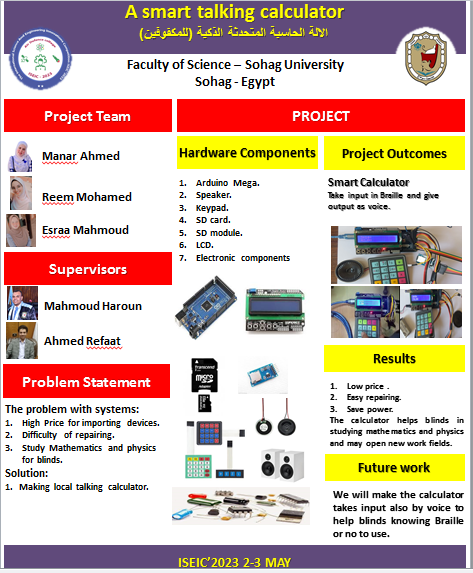 A smart talking calculator
الالة الحاسبة المتحدثة الذكية (للمكفوفين)
ISEIC - 2023
Faculty of Science – Sohag University
Sohag - Egypt
Project Team
Manar Ahmed
Reem Mohamed
Esraa Mahmoud
Supervisors
Mahmoud Haroun
Ahmed Refaat
Problem Statement
The problem with systems:
1. High Price for importing devices.
2. Difficulty of repairing.
3. Study Mathematics and physics
for blinds.
Solution:
1. Making local talking calculator.
PROJECT
Hardware Components
1. Arduino Mega.
2. Speaker.
3. Keypad.
4. SD card.
5. SD module.
6. LCD.
7. Electronic components
Transcend
micro
adapter
Project Outcomes
Smart Calculator
Take input in Braille and give
output as voice.
Results
1. Low price .
2. Easy repairing.
3. Save power.
The calculator helps blinds in
studying mathematics and physics
and may open new work fields.
Future work
We will make the calculator
takes input also by voice to
help blinds knowing Braille
or no to use.
ISEIC’2023 2-3 MAY